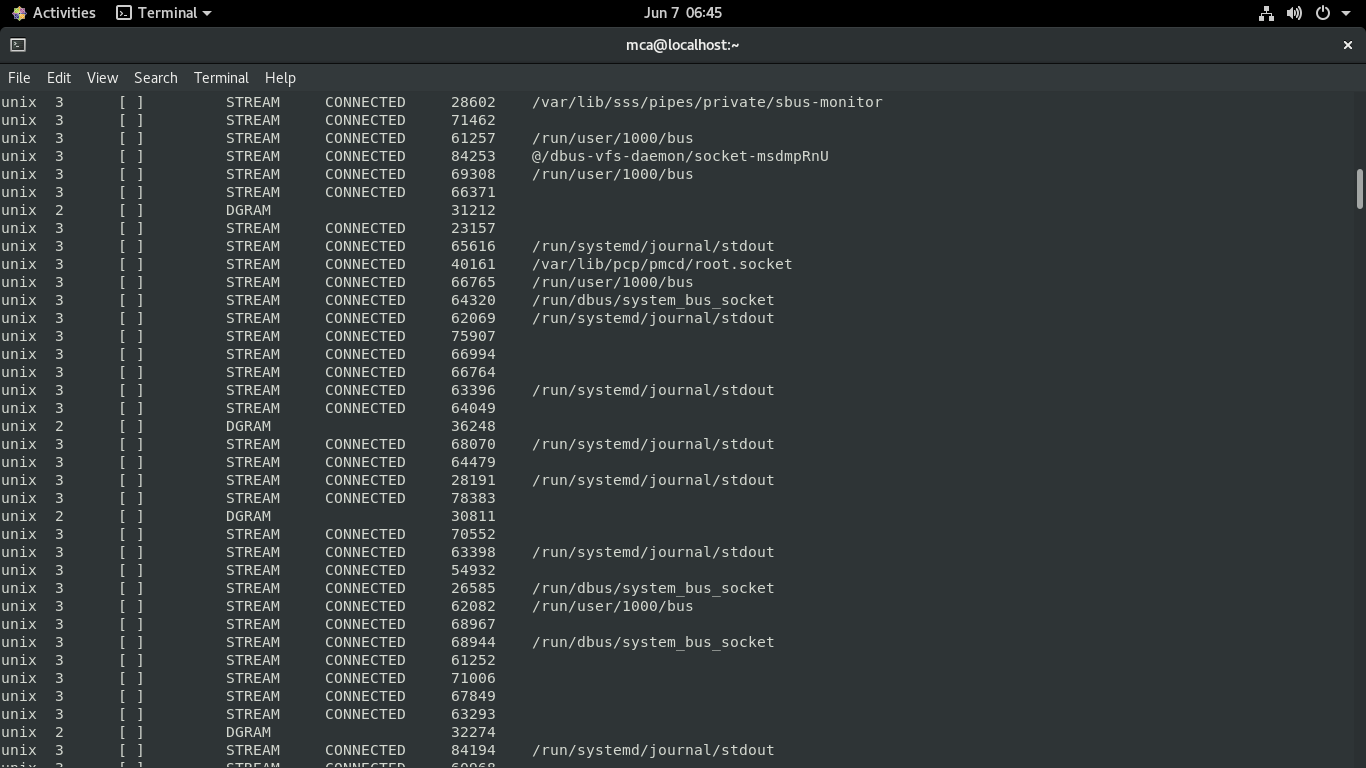 Activities Terminal Jun 7 06:45
mca@localhost:~ ×
File Edit View Search Terminal Help
unix 3 [ ] STREAM CONNECTED 28602 /var/lib/sss/pipes/private/sbus-monitor
unix 3 [ ] STREAM CONNECTED 71462
unix 3 [ ] STREAM CONNECTED 61257 /run/user/1000/bus
unix 3 [ ] STREAM CONNECTED 84253 @/dbus-vfs-daemon/socket-msdmpRnU
unix 3 [ ] STREAM CONNECTED 69308 /run/user/1000/bus
unix 3 [ ] STREAM CONNECTED 66371
unix 2 [ ] DGRAM 31212
unix 3 [ ] STREAM CONNECTED 23157
unix 3 [ ] STREAM CONNECTED 65616 /run/systemd/journal/stdout
unix 3 [ ] STREAM CONNECTED 40161 /var/lib/pcp/pmcd/root.socket
unix 3 [ ] STREAM CONNECTED 66765 /run/user/1000/bus
unix 3 [ ] STREAM CONNECTED 64320 /run/dbus/system_bus_socket
unix 3 [ ] STREAM CONNECTED 62069 /run/systemd/journal/stdout
unix 3 [ ] STREAM CONNECTED 75907
unix 3 [ ] STREAM CONNECTED 66994
unix 3 [ ] STREAM CONNECTED 66764
unix 3 [ ] STREAM CONNECTED 63396 /run/systemd/journal/stdout
unix 3 [ ] STREAM CONNECTED 64049
unix 2 [ ] DGRAM 36248
unix 3 [ ] STREAM CONNECTED 68070 /run/systemd/journal/stdout
unix 3 [ ] STREAM CONNECTED 64479
unix 3 [ ] STREAM CONNECTED 28191 /run/systemd/journal/stdout
unix 3 [ ] STREAM CONNECTED 78383
unix 2 [ ] DGRAM 30811
unix 3 [ ] STREAM CONNECTED 70552
unix 3 [ ] STREAM CONNECTED 63398 /run/systemd/journal/stdout
unix 3 [ ] STREAM CONNECTED 54932
unix 3 [ ] STREAM CONNECTED 26585 /run/dbus/system_bus_socket
unix 3 [ ] STREAM CONNECTED 62082 /run/user/1000/bus
unix 3 [ ] STREAM CONNECTED 68967
unix 3 [ ] STREAM CONNECTED 68944 /run/dbus/system_bus_socket
unix 3 [ ] STREAM CONNECTED 61252
unix 3 [ ] STREAM CONNECTED 71006
unix 3 [ ] STREAM CONNECTED 67849
unix 3 [ ] STREAM CONNECTED 63293
unix 2 [ ] DGRAM 32274
unix 3 [ ] STREAM CONNECTED 84194 /run/systemd/journal/stdout